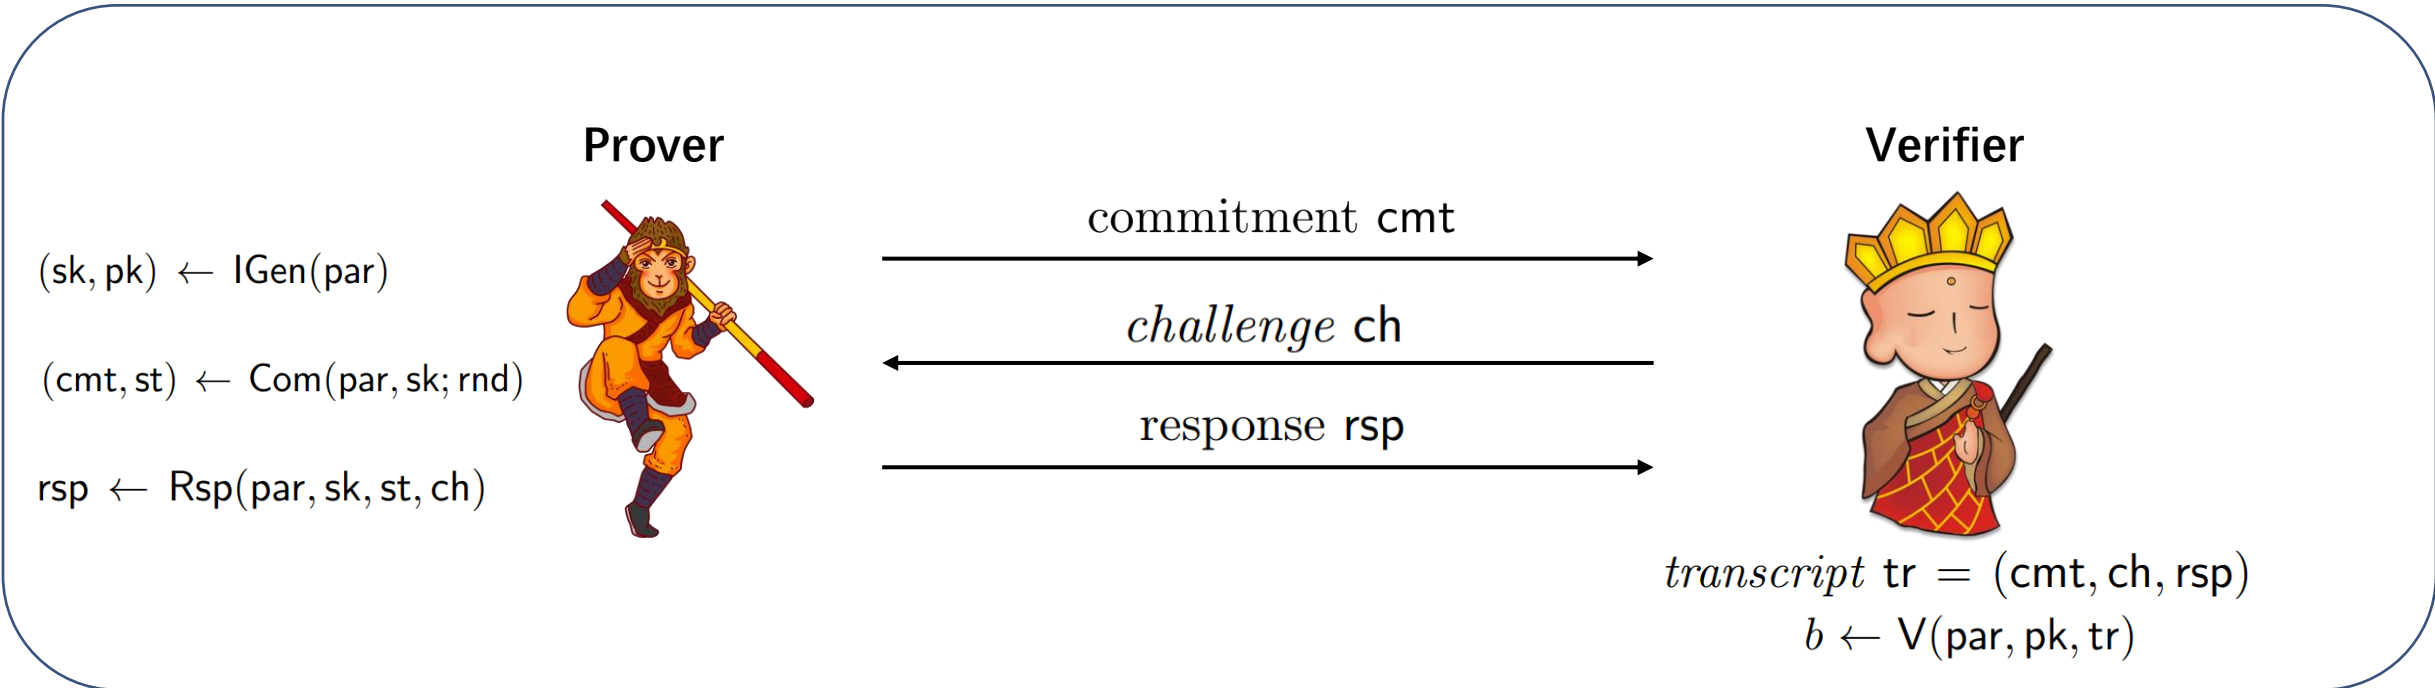 Prover
Verifier
(sk, pk) ← IGen(par)
(cmt, st) ← Com(par, sk; rnd)
rsp ← Rsp(par, sk, st, ch)
commitment cmt
challenge ch
response rsp
transcript tr = (cmt, ch, rsp)
b ← V(par, pk, tr)